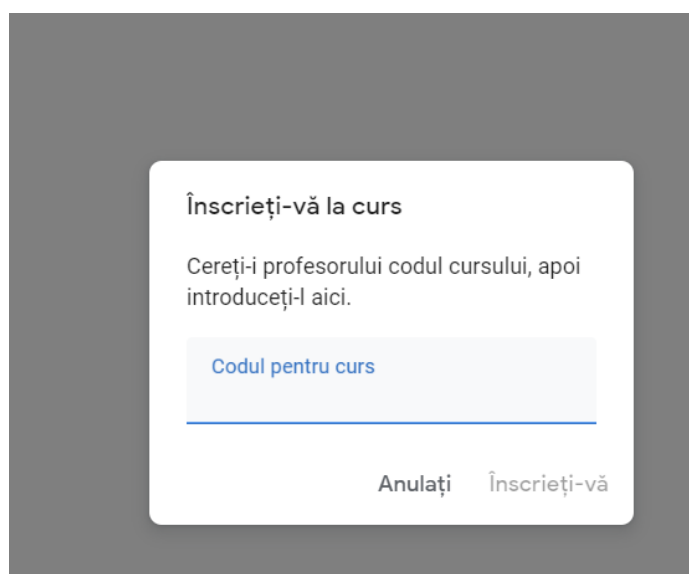 Înscrieți-vă la curs
Cereți-i profesorului codul cursului, apoi
introduceți-l aici.
Codul pentru curs
Anulați Înscrieți-vă